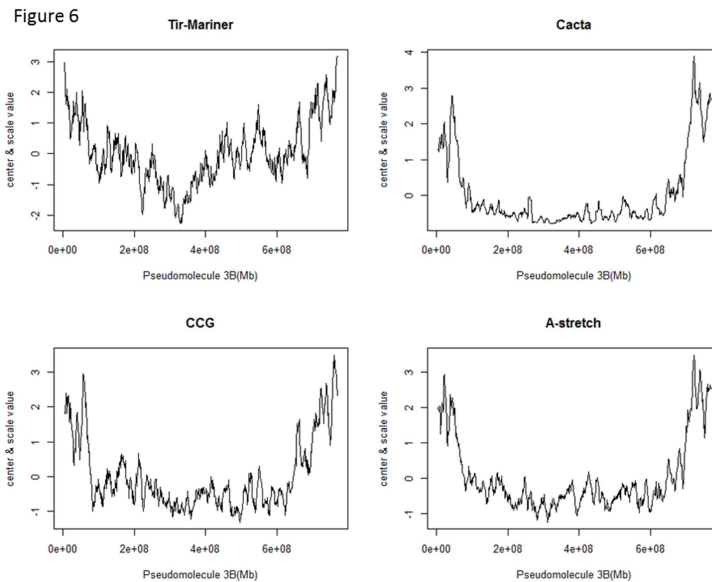 Figure 6
Tir-Mariner
center & scale value
3
2
1
0
-1
-2
0e+00 2e+08 4e+08 6e+08
Pseudomolecule 3B(Mb)
Cacta
center & scale value
4
3
2
1
0
0e+00 2e+08 4e+08 6e+08
Pseudomolecule 3B(Mb)
CCG
center & scale value
3
2
1
0
-1
0e+00 2e+08 4e+08 6e+08
Pseudomolecule 3B(Mb)
A-stretch
center & scale value
3
2
1
0
-1
0e+00 2e+08 4e+08 6e+08
Pseudomolecule 3B(Mb)